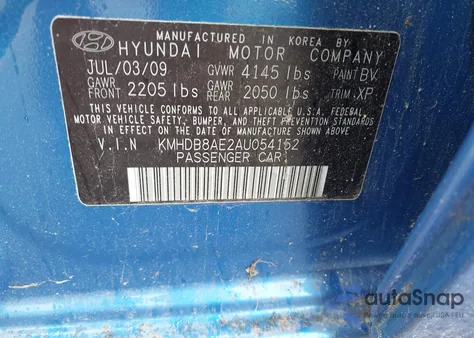 MANUFACTURED IN KOREA BY
HYUNDAI MOTOR COMPANY
JUL/03/09 GVWR 4145 lbs PAINT BV
GAWR FRONT 2205 lbs GAWR REAR 2050 lbs TRIM XP
THIS VEHICLE CONFORMS TO ALL APPLICABLE U.S.A. FEDERAL
MOTOR VEHICLE SAFETY, BUMPER, AND THEFT PREVENTION STANDARDS
IN EFFECT ON THE DATE OF MANUFACTURE SHOWN ABOVE.
V.I.N KMHDB8AE2AU054152
PASSENGER CAR
autoSnap